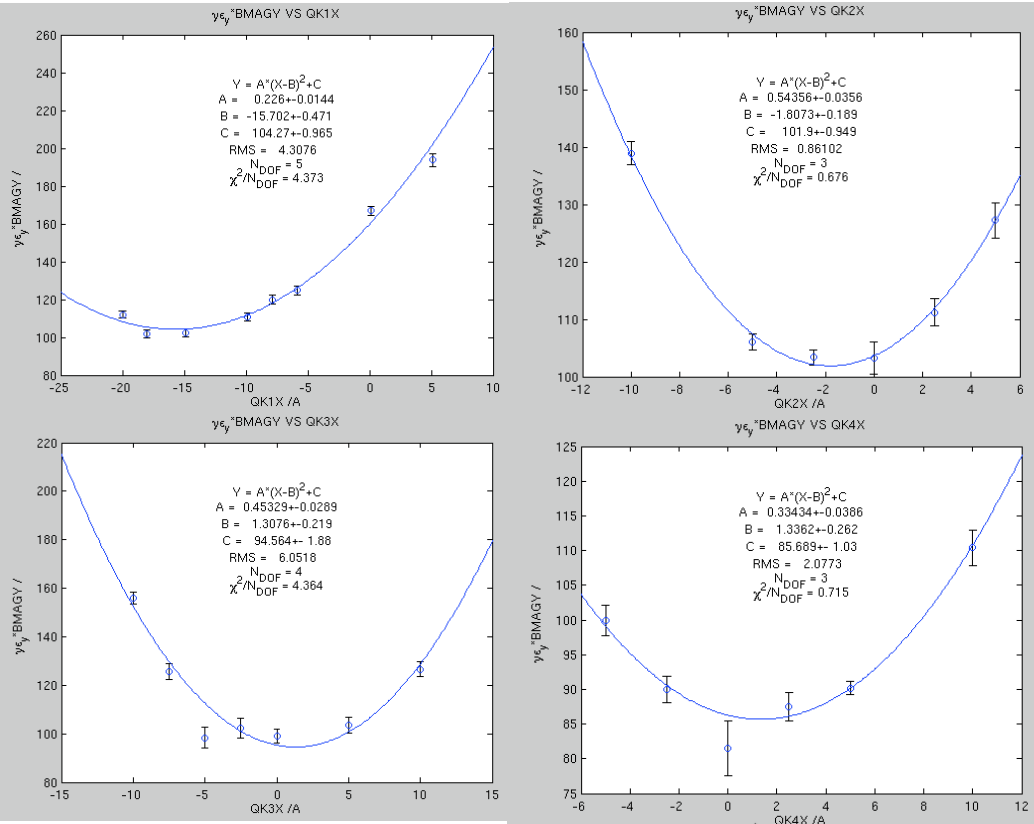 γϵy*BMAGY VS QK1X
260
240
220
200
180
160
140
120
100
80
γϵy*BMAGY /
Y = A*(X-B)2+C
A = 0.226+-0.0144
B = -15.702+-0.471
C = 104.27+-0.965
RMS = 4.3076
NDOF = 5
χ2/NDOF = 4.373
-25 -20 -15 -10 -5 0 5 10
QK1X /A
γϵy*BMAGY VS QK2X
160
150
140
130
120
110
100
γϵy*BMAGY /
Y = A*(X-B)2+C
A = 0.54356+-0.0356
B = -1.8073+-0.189
C = 101.9+-0.949
RMS = 0.86102
NDOF = 3
χ2/NDOF = 0.676
-12 -10 -8 -6 -4 -2 0 2 4 6
QK2X /A
γϵy*BMAGY VS QK3X
220
200
180
160
140
120
100
80
γϵy*BMAGY /
Y = A*(X-B)2+C
A = 0.45329+-0.0289
B = 1.3076+-0.219
C = 94.564+- 1.88
RMS = 6.0518
NDOF = 4
χ2/NDOF = 4.364
-15 -10 -5 0 5 10 15
QK3X /A
γϵy*BMAGY VS QK4X
125
120
115
110
105
100
95
90
85
80
75
γϵy*BMAGY /
Y = A*(X-B)2+C
A = 0.33434+-0.0386
B = 1.3362+-0.262
C = 85.689+- 1.03
RMS = 2.0773
NDOF = 3
χ2/NDOF = 0.715
-6 -4 -2 0 2 4 6 8 10 12
QK4X /A